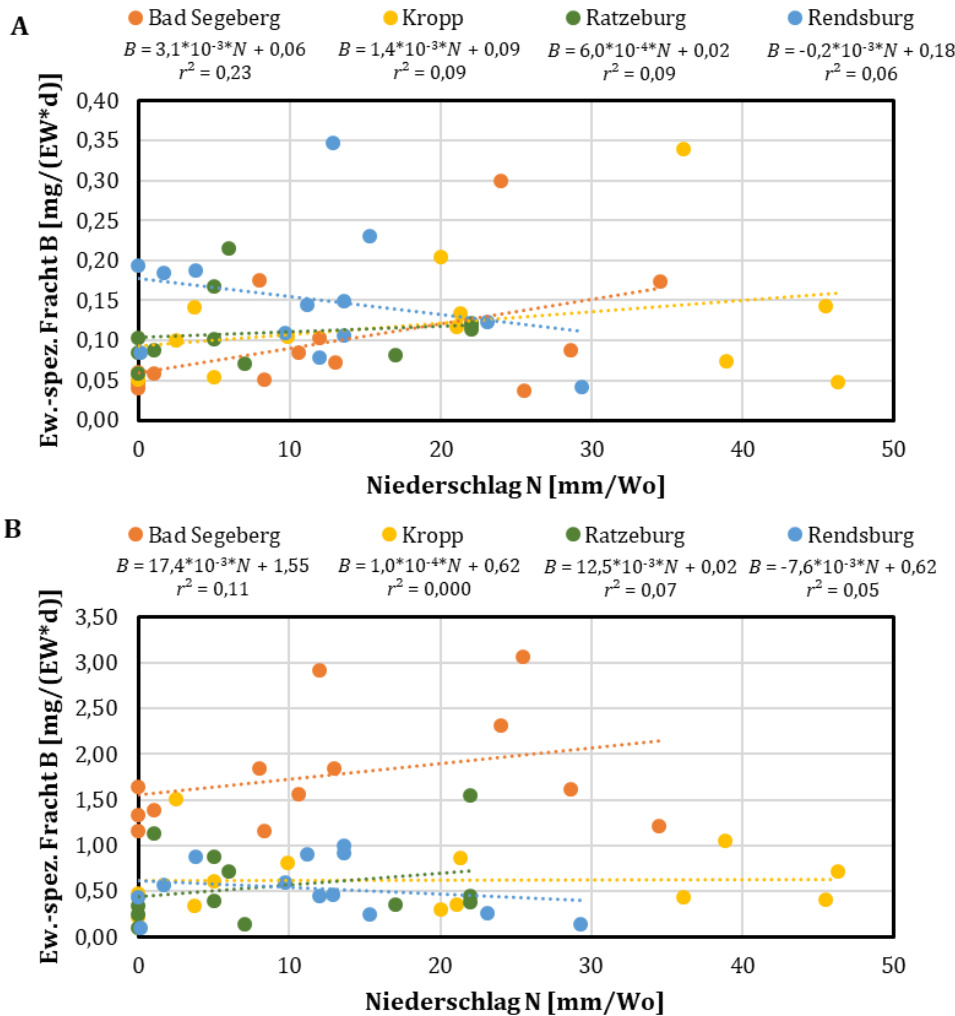 A
Bad Segeberg Kropp Ratzeburg Rendsburg
B = 3,1*10⁻³*N + 0,06 B = 1,4*10⁻³*N + 0,09 B = 6,0*10⁻⁴*N + 0,02 B = -0,2*10⁻³*N + 0,18
r² = 0,23 r² = 0,09 r² = 0,09 r² = 0,06
Ew.-spez. Fracht B [mg/(EW*d)]
0,40
0,35
0,30
0,25
0,20
0,15
0,10
0,05
0,00
0 10 20 30 40 50
Niederschlag N [mm/Wo]
B
Bad Segeberg Kropp Ratzeburg Rendsburg
B = 17,4*10⁻³*N + 1,55 B = 1,0*10⁻⁴*N + 0,62 B = 12,5*10⁻³*N + 0,02 B = -7,6*10⁻³*N + 0,62
r² = 0,11 r² = 0,000 r² = 0,07 r² = 0,05
Ew.-spez. Fracht B [mg/(EW*d)]
3,50
3,00
2,50
2,00
1,50
1,00
0,50
0,00
0 10 20 30 40 50
Niederschlag N [mm/Wo]